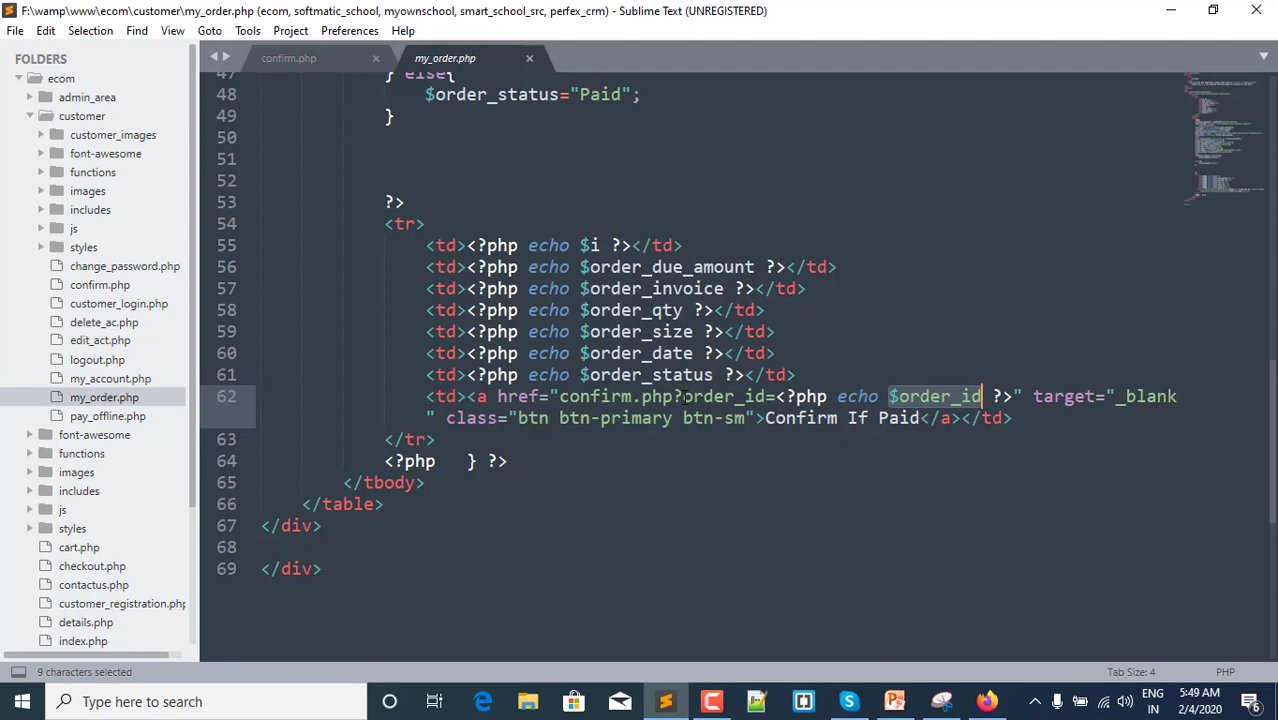 F:\wamp\www\ecom\customer\my_order.php (ecom, softmatic_school, myownschool, smart_school_src, perfex_crm) - Sublime Text (UNREGISTERED)
File Edit Selection Find View Goto Tools Project Preferences Help
FOLDERS
ecom
admin_area
customer
customer_images
font-awesome
functions
images
includes
js
styles
change_password.php
confirm.php
customer_login.php
delete_ac.php
edit_act.php
logout.php
my_account.php
my_order.php
pay_offline.php
font-awesome
functions
images
includes
js
styles
cart.php
checkout.php
contactus.php
customer_registration.php
details.php
index.php
confirm.php my_order.php
47 } else{
48 $order_status="Paid";
49 }
50
51
52
53 ?>
54 <tr>
55 <td><?php echo $i ?></td>
56 <td><?php echo $order_due_amount ?></td>
57 <td><?php echo $order_invoice ?></td>
58 <td><?php echo $order_qty ?></td>
59 <td><?php echo $order_size ?></td>
60 <td><?php echo $order_date ?></td>
61 <td><?php echo $order_status ?></td>
62 <td><a href="confirm.php?order_id=<?php echo $order_id ?>" target="_blank
" class="btn btn-primary btn-sm">Confirm If Paid</a></td>
63 </tr>
64 <?php } ?>
65 </tbody>
66 </table>
67 </div>
68
69 </div>
9 characters selected Tab Size: 4 PHP
Type here to search
ENG
IN
5:49 AM
2/4/2020
6